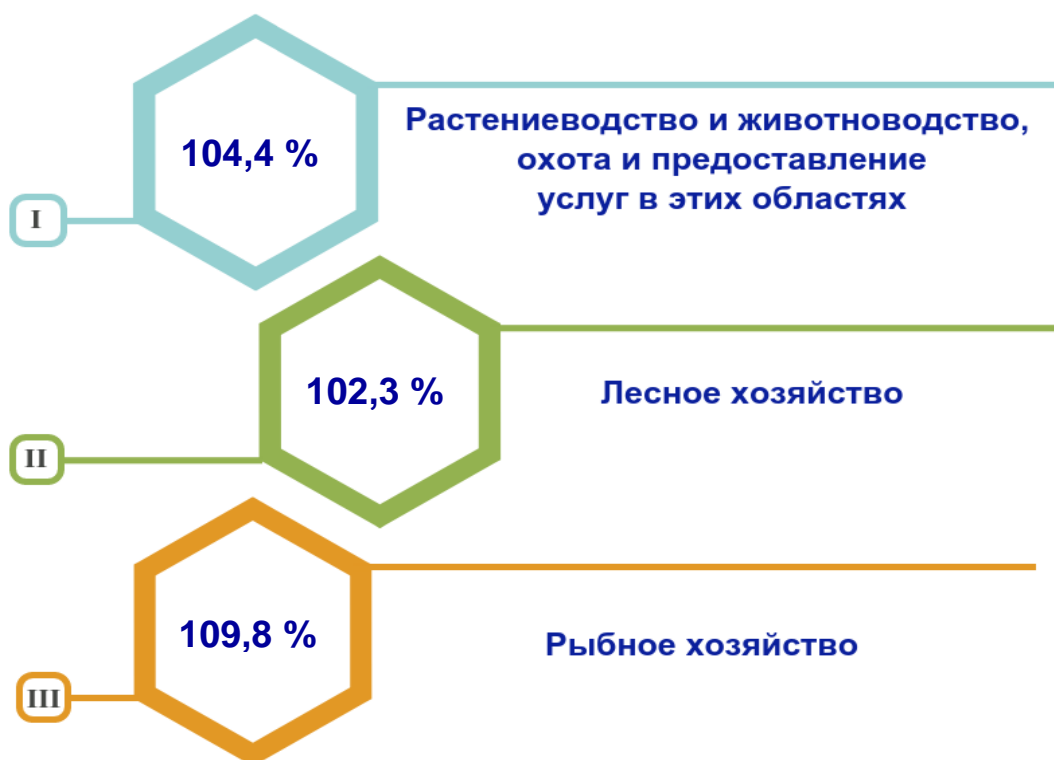 104,4 %
Растениеводство и животноводство,
охота и предоставление
услуг в этих областях
I
102,3 %
Лесное хозяйство
II
109,8 %
Рыбное хозяйство
III